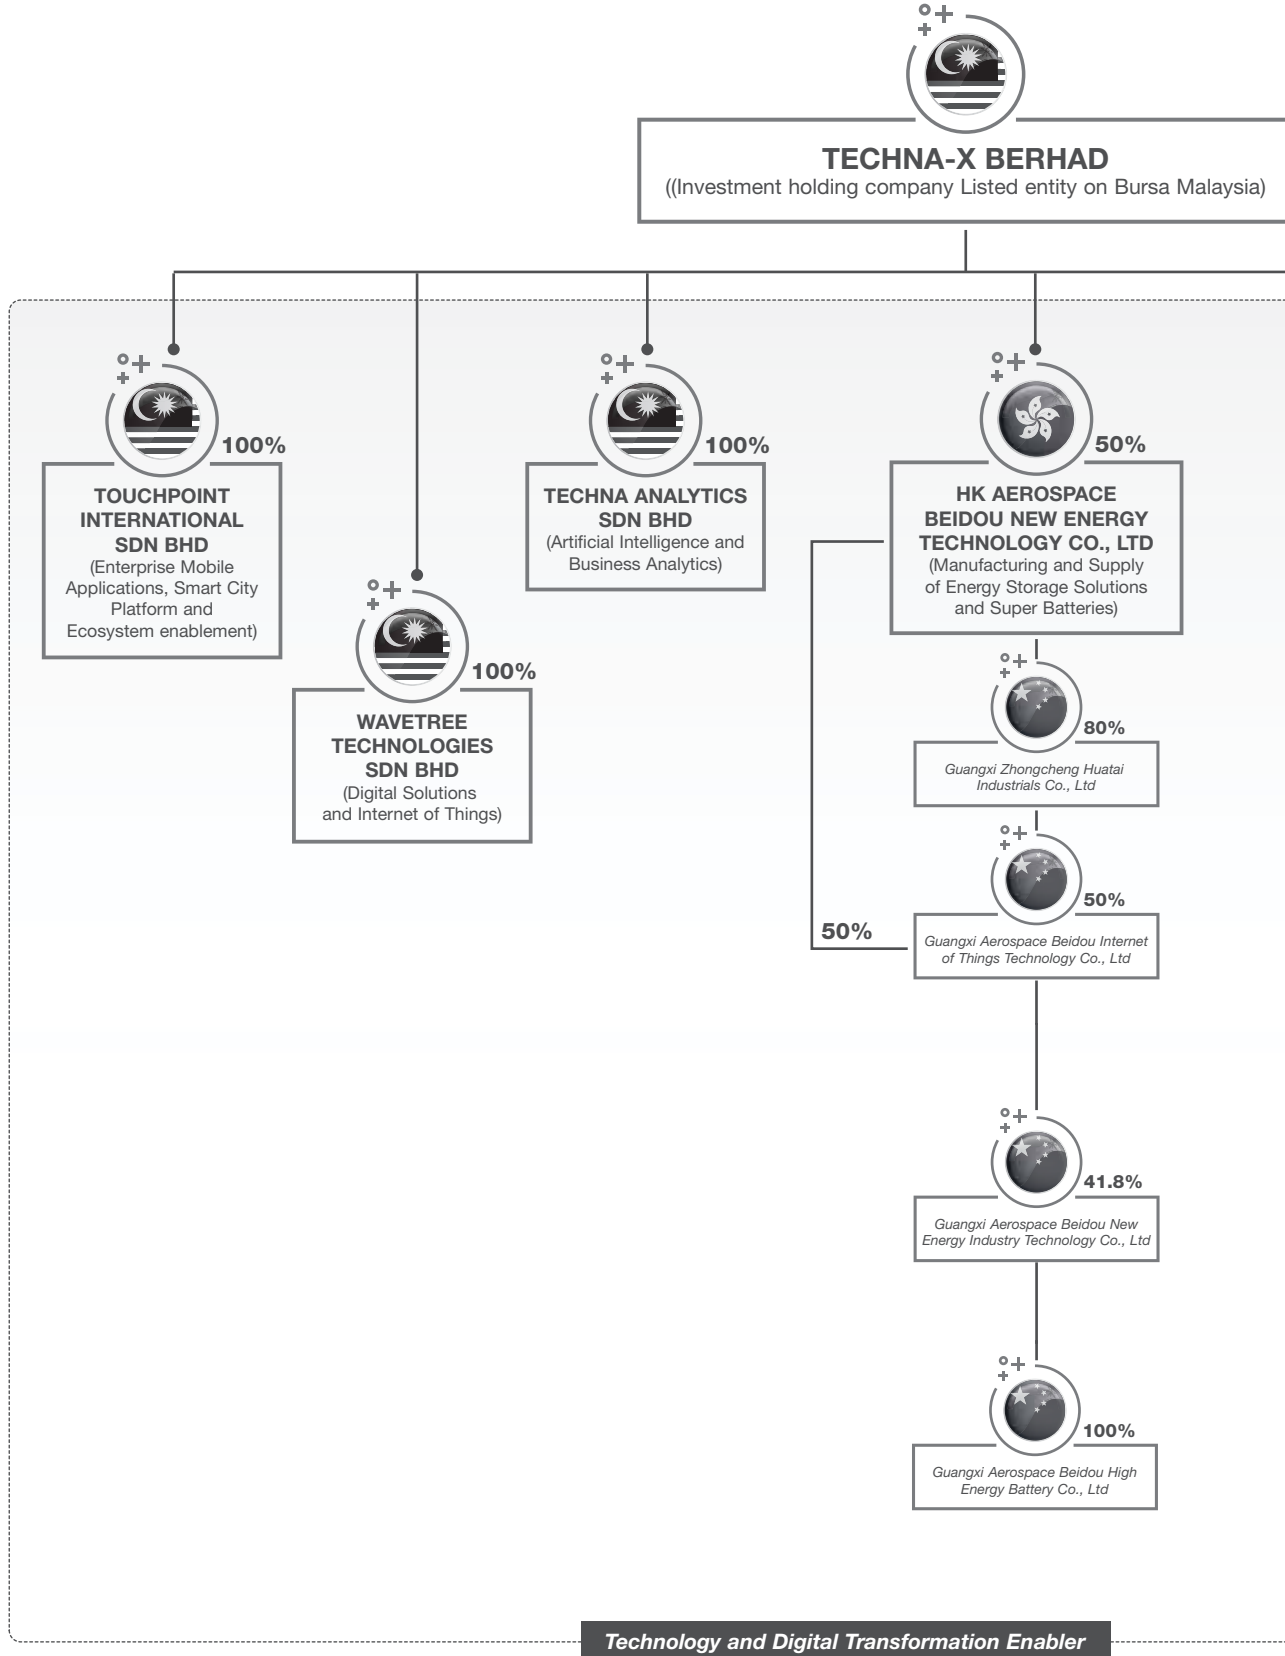 TECHNA-X BERHAD
((Investment holding company Listed entity on Bursa Malaysia)
100%
TOUCHPOINT
INTERNATIONAL
SDN BHD
(Enterprise Mobile
Applications, Smart City
Platform and
Ecosystem enablement)
100%
WAVETREE
TECHNOLOGIES
SDN BHD
(Digital Solutions
and Internet of Things)
100%
TECHNA ANALYTICS
SDN BHD
(Artificial Intelligence and
Business Analytics)
50%
HK AEROSPACE
BEIDOU NEW ENERGY
TECHNOLOGY CO., LTD
(Manufacturing and Supply
of Energy Storage Solutions
and Super Batteries)
80%
Guangxi Zhongcheng Huatai
Industrials Co., Ltd
50%
50%
Guangxi Aerospace Beidou Internet
of Things Technology Co., Ltd
41.8%
Guangxi Aerospace Beidou New
Energy Industry Technology Co., Ltd
100%
Guangxi Aerospace Beidou High
Energy Battery Co., Ltd
Technology and Digital Transformation Enabler